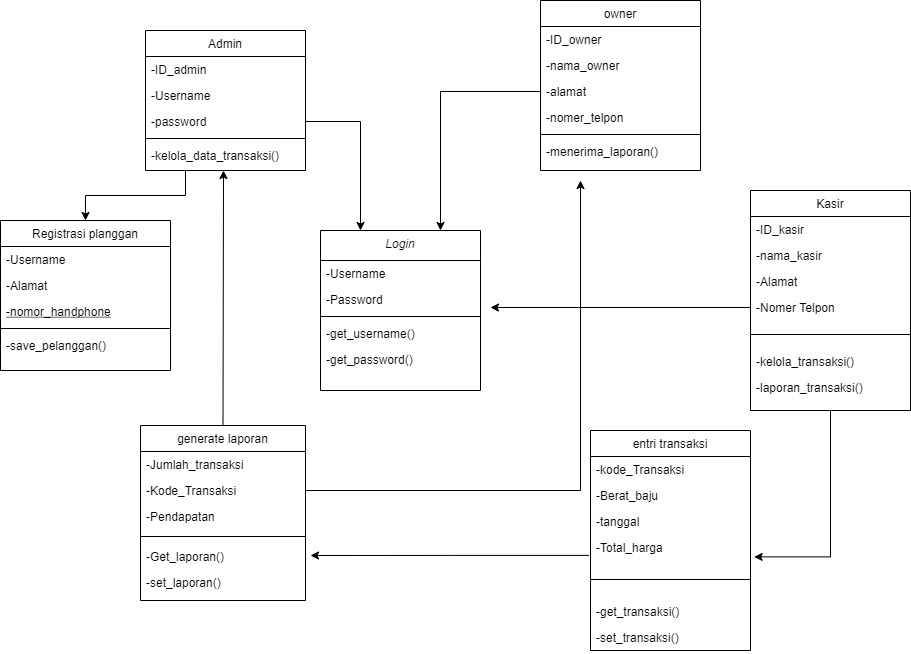 Admin
-ID_admin
-Username
-password
-kelola_data_transaksi()
owner
-ID_owner
-nama_owner
-alamat
-nomer_telpon
-menerima_laporan()
Registrasi planggan
-Username
-Alamat
-nomor_handphone
-save_pelanggan()
Login
-Username
-Password
-get_username()
-get_password()
Kasir
-ID_kasir
-nama_kasir
-Alamat
-Nomer Telpon
-kelola_transaksi()
-laporan_transaksi()
generate laporan
-Jumlah_transaksi
-Kode_Transaksi
-Pendapatan
-Get_laporan()
-set_laporan()
entri transaksi
-kode_Transaksi
-Berat_baju
-tanggal
-Total_harga
-get_transaksi()
-set_transaksi()